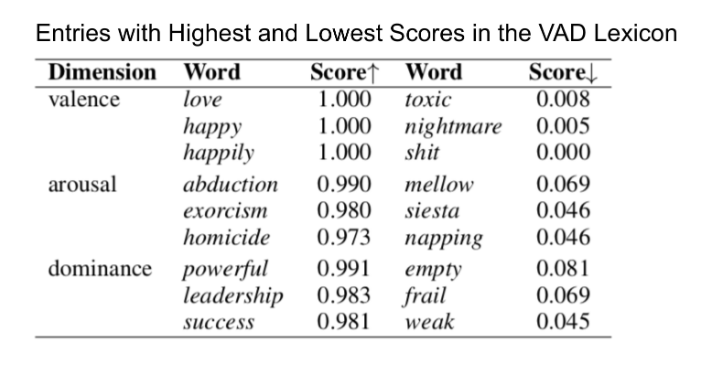 Entries with Highest and Lowest Scores in the VAD Lexicon
Dimension Word Score↑ Word Score↓
valence love 1.000 toxic 0.008
happy 1.000 nightmare 0.005
happily 1.000 shit 0.000
arousal abduction 0.990 mellow 0.069
exorcism 0.980 siesta 0.046
homicide 0.973 napping 0.046
dominance powerful 0.991 empty 0.081
leadership 0.983 frail 0.069
success 0.981 weak 0.045